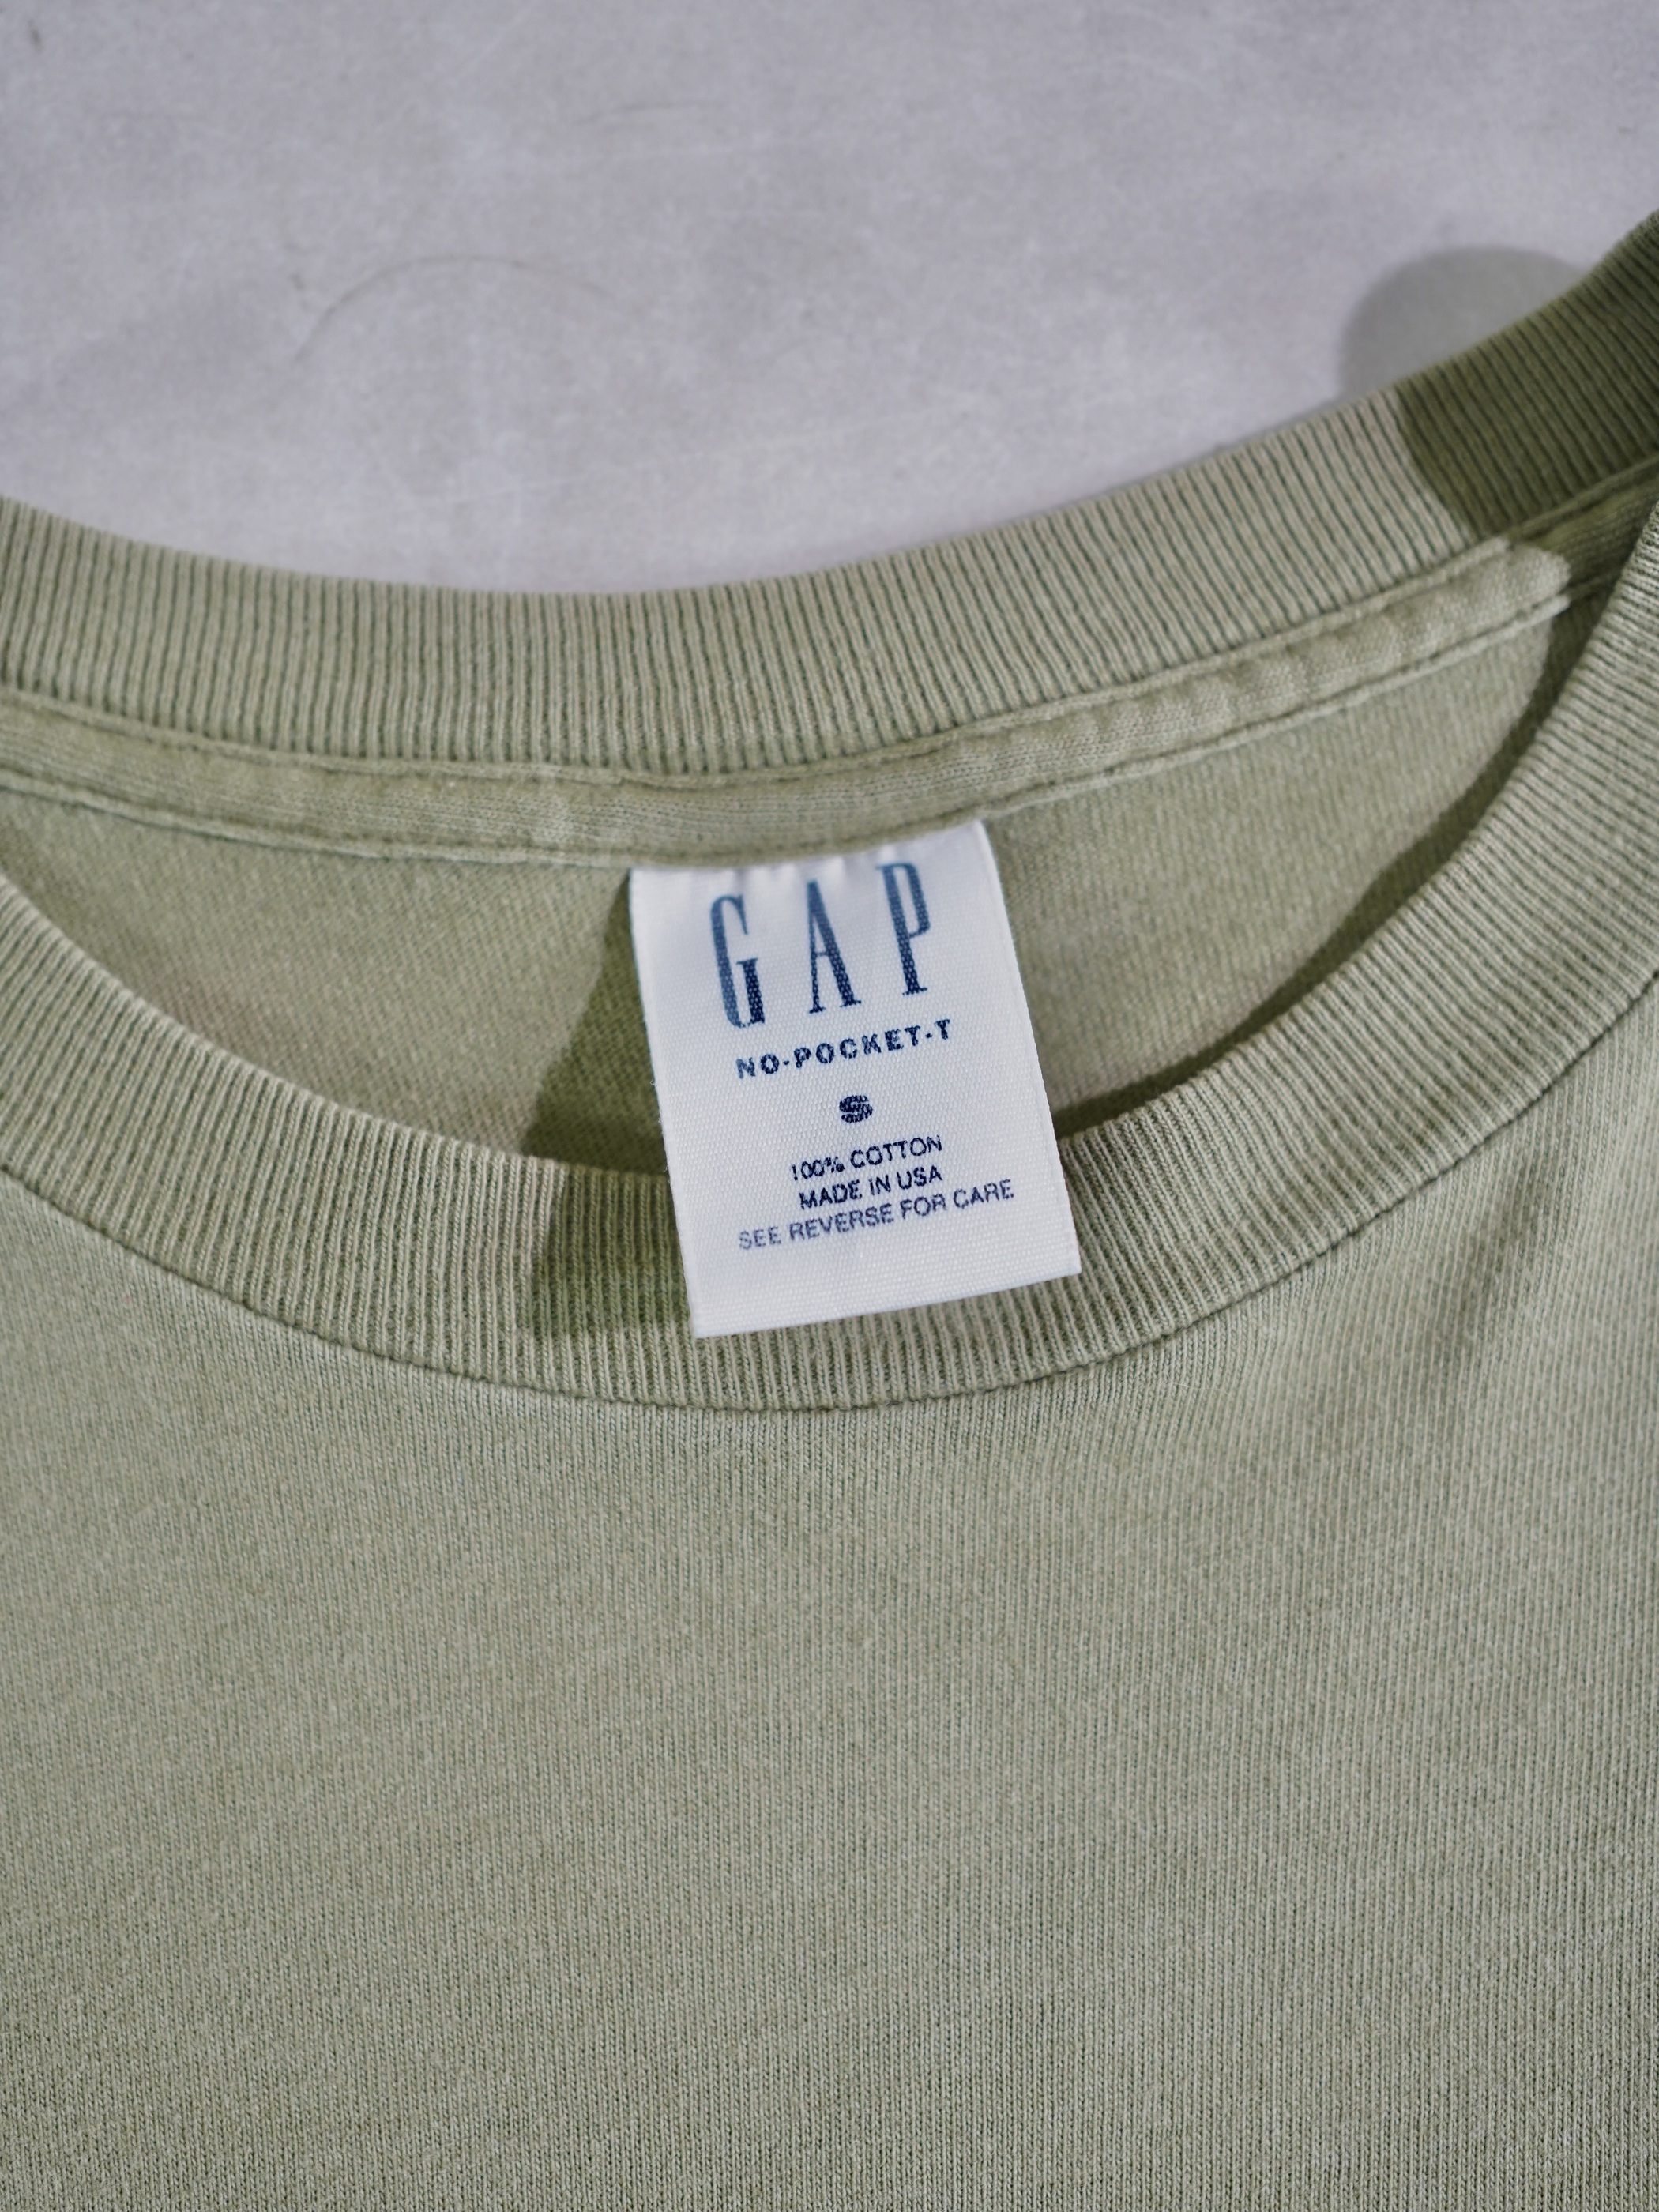 GAP
NO-POCKET-T
S
100% COTTON
MADE IN USA
SEE REVERSE FOR CARE